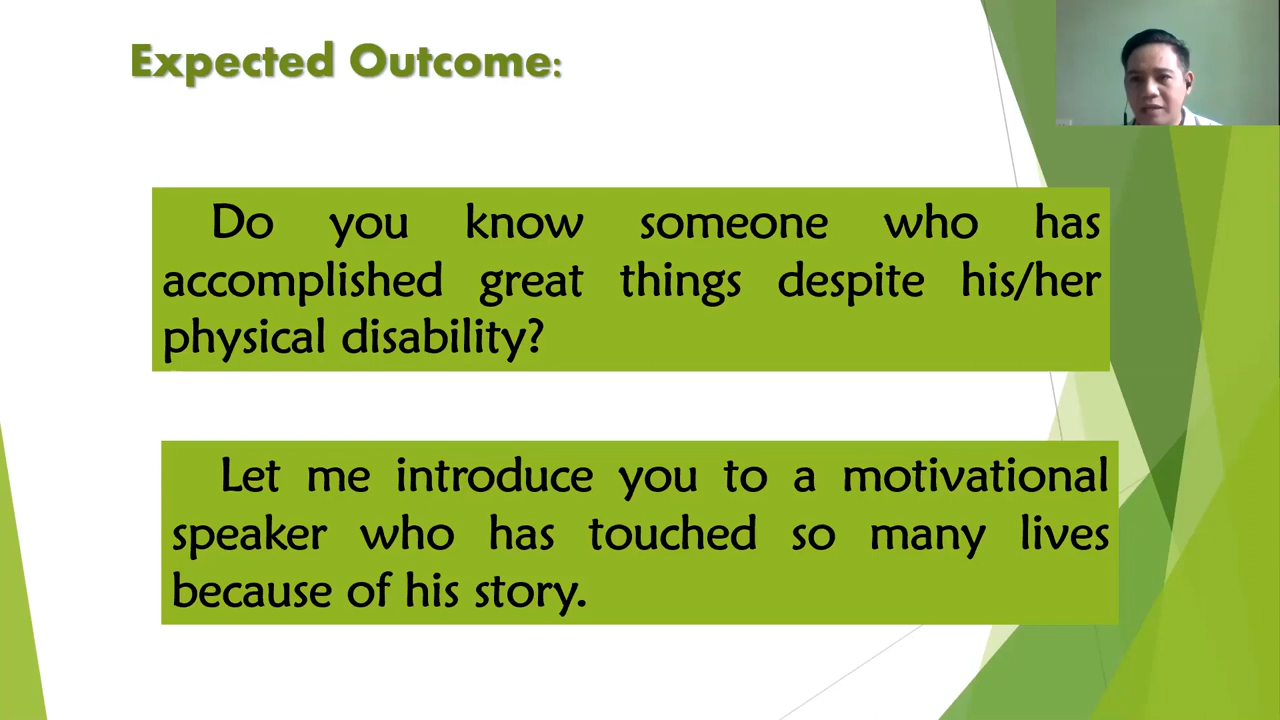 Expected Outcome:
Do you know someone who has
accomplished great things despite his/her
physical disability?
Let me introduce you to a motivational
speaker who has touched so many lives
because of his story.